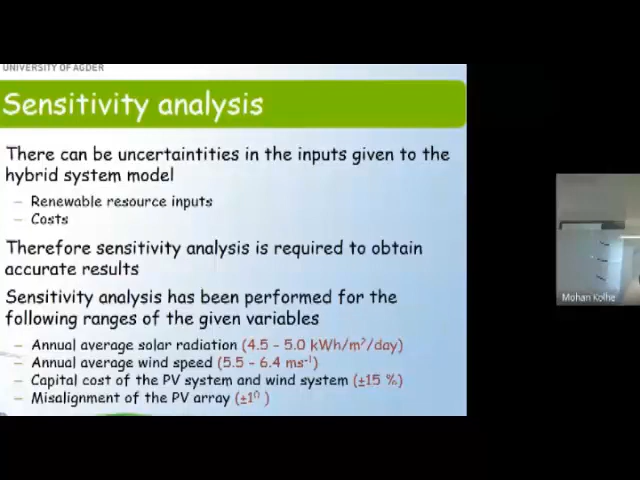 UNIVERSITY OF AGDER
Sensitivity analysis
There can be uncertaintities in the inputs given to the
hybrid system model
– Renewable resource inputs
– Costs
Therefore sensitivity analysis is required to obtain
accurate results
Sensitivity analysis has been performed for the
following ranges of the given variables
– Annual average solar radiation (4.5 – 5.0 kWh/m²/day)
– Annual average wind speed (5.5 – 6.4 ms⁻¹)
– Capital cost of the PV system and wind system (±15 %)
– Misalignment of the PV array (±1⁰ )
Mohan Kolhe